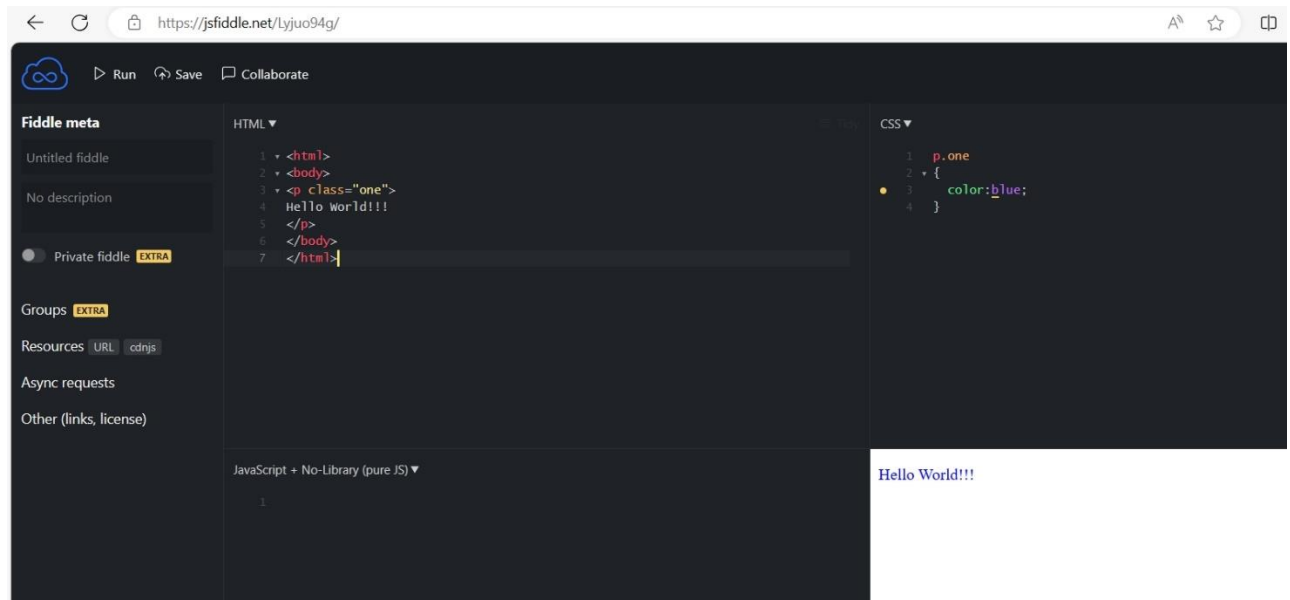 https://jsfiddle.net/Lyjuo94g/
Run Save Collaborate
Fiddle meta
Untitled fiddle
No description
Private fiddle EXTRA
Groups EXTRA
Resources URL cdnjs
Async requests
Other (links, license)
HTML
1 <html>
2 <body>
3 <p class="one">
4 Hello World!!!
5 </p>
6 </body>
7 </html>
CSS
1 p.one
2 {
3 color:blue;
4 }
JavaScript + No-Library (pure JS)
1
Hello World!!!